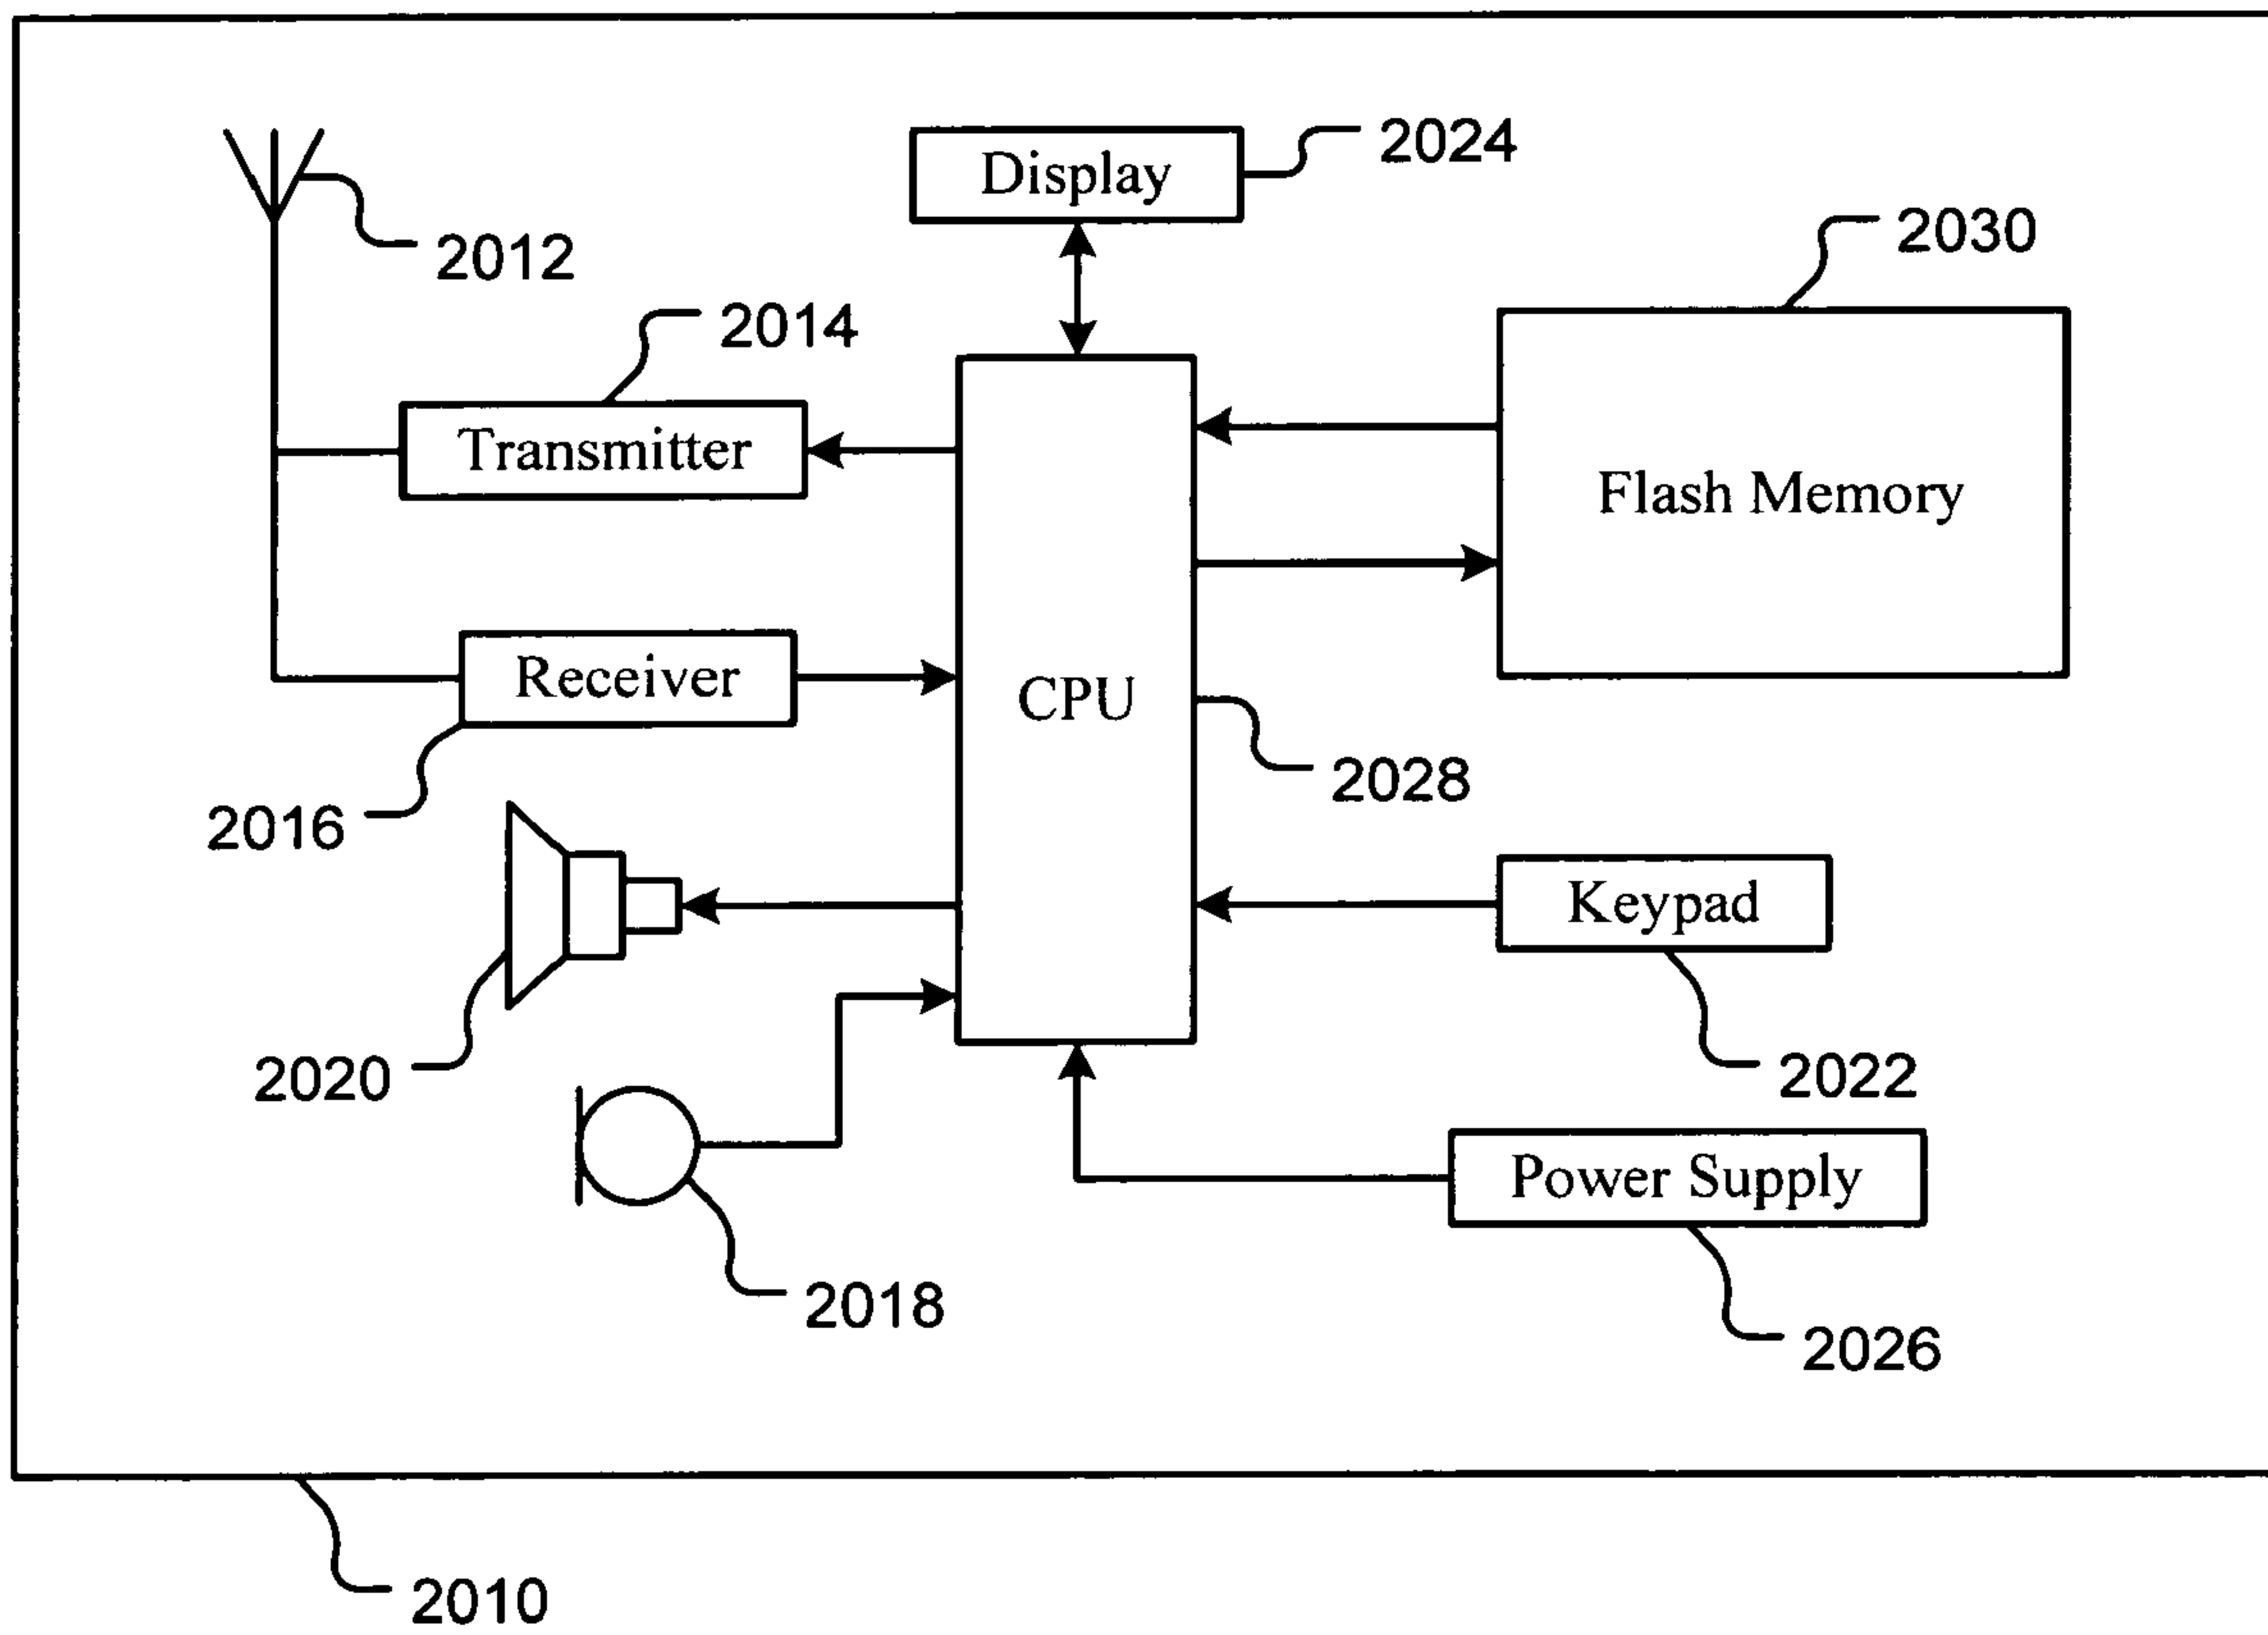 Display
2024
2012
2030
2014
Transmitter
Flash Memory
Receiver
CPU
2028
2016
Keypad
2020
2022
Power Supply
2018
2026
2010